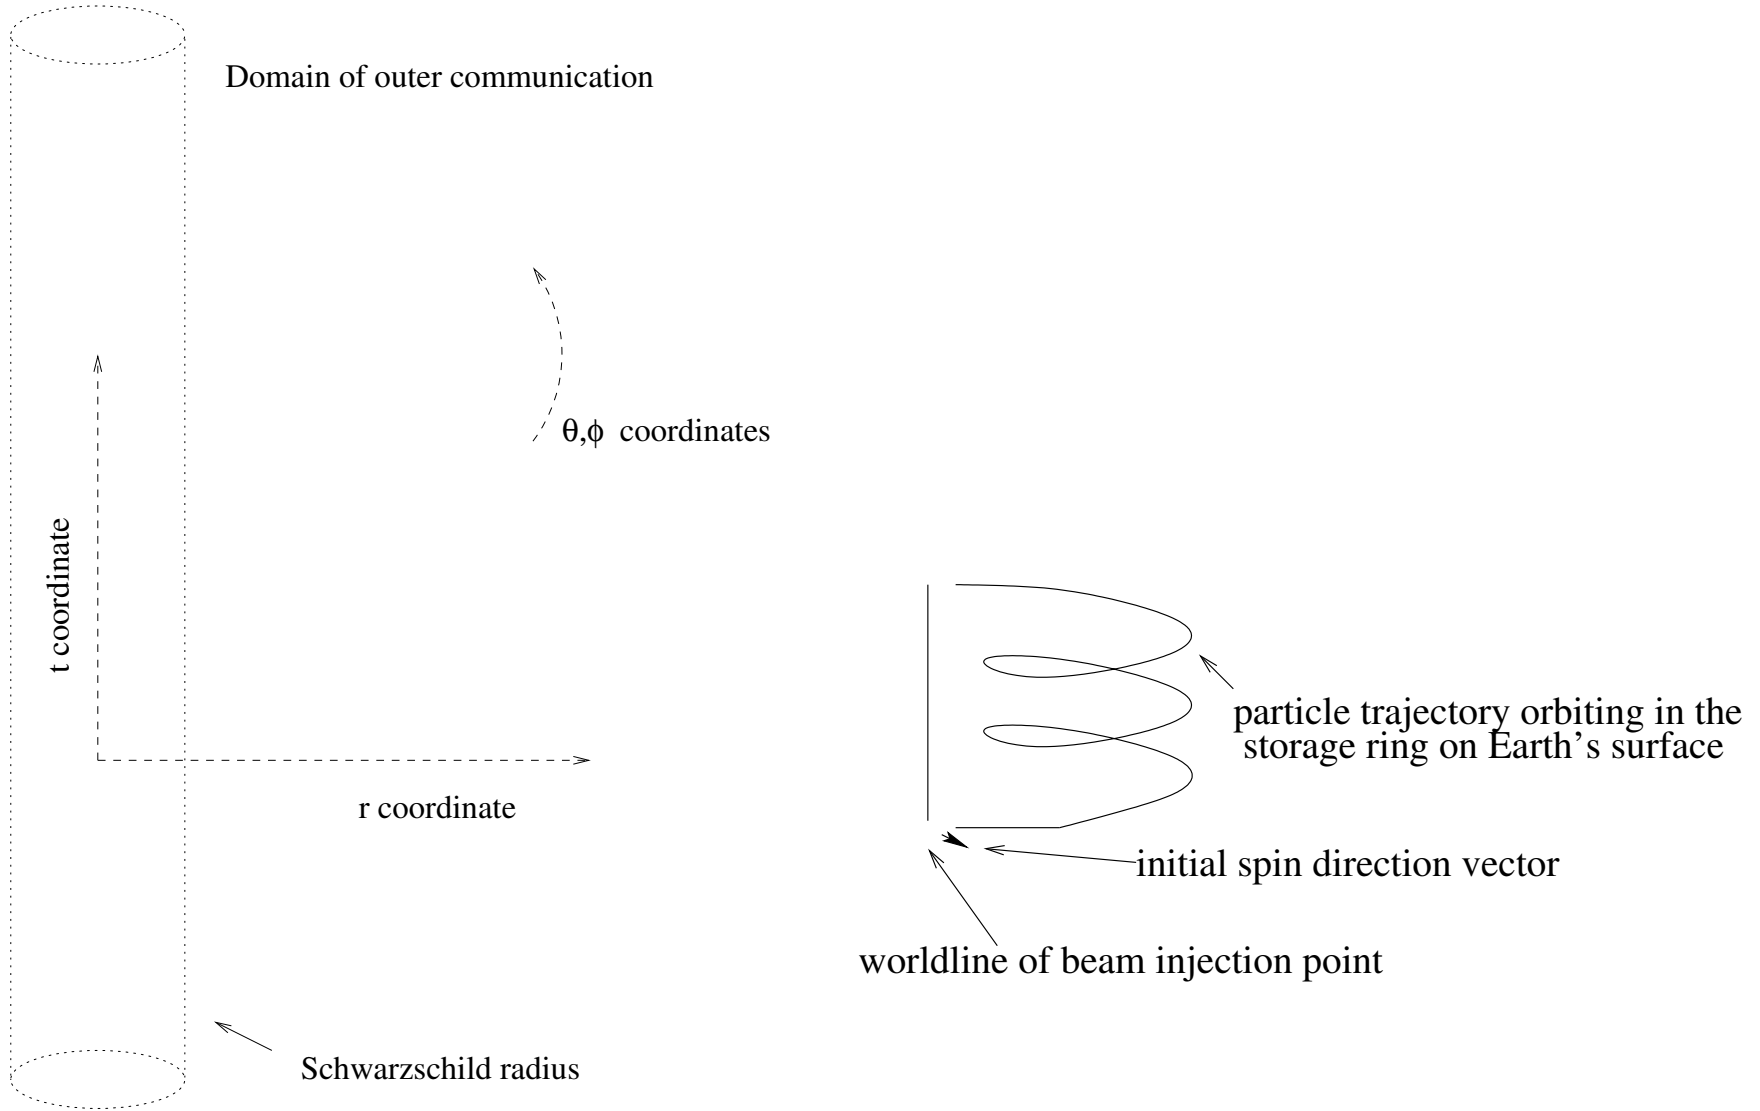 Domain of outer communication
θ,ϕ coordinates
t coordinate
r coordinate
particle trajectory orbiting in the
storage ring on Earth's surface
initial spin direction vector
worldline of beam injection point
Schwarzschild radius